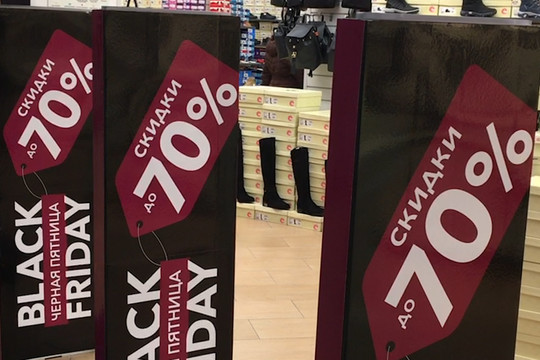 СКИДКИ
ДО 70%
BLACK
ЧЕРНАЯ ПЯТНИЦА
FRIDAY
СКИДКИ
ДО 70%
BLACK
ПЯТНИЦА
FRIDAY
СКИДКИ
ДО 70%